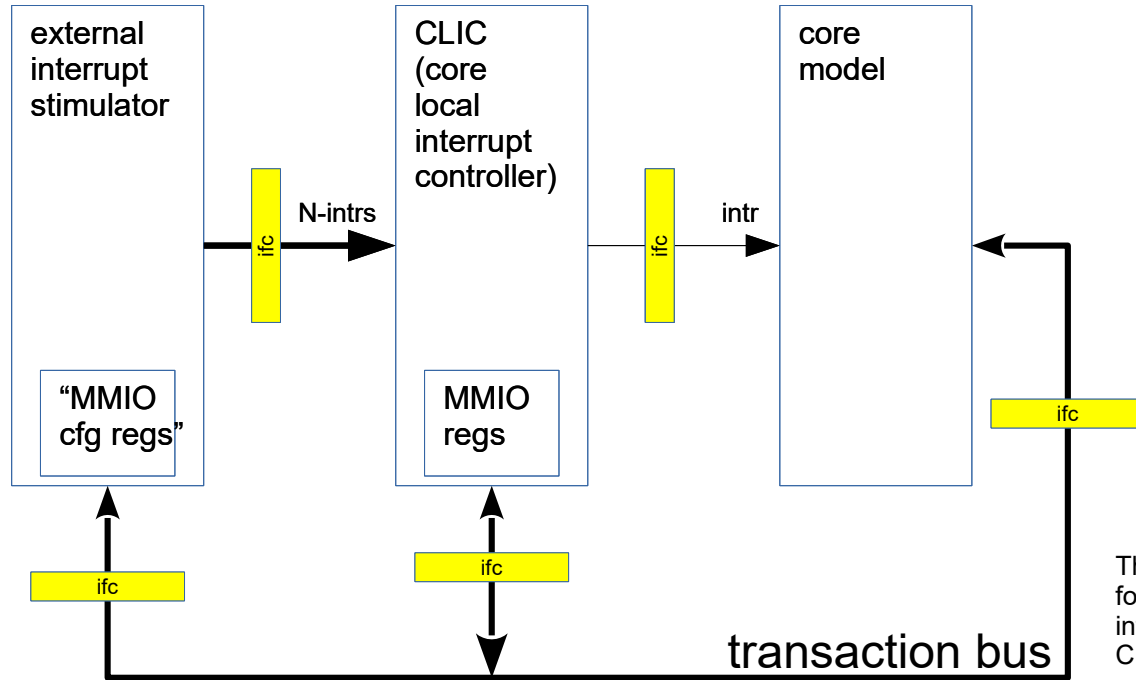 external
interrupt
stimulator
CLIC
(core
local
interrupt
controller)
core
model
N-intrs
ifc
intr
ifc
“MMIO
cfg regs”
MMIO
regs
ifc
ifc
ifc
transaction bus